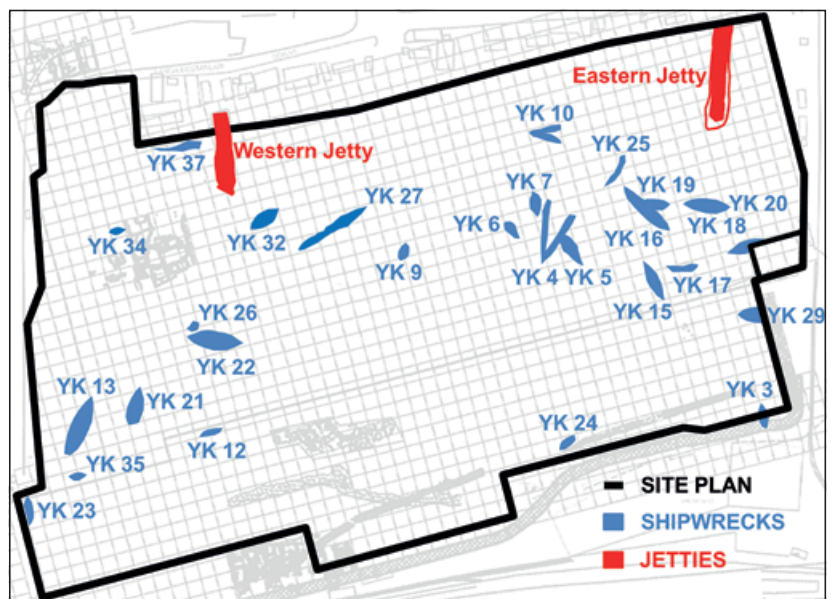 Eastern Jetty
YK 10
YK 25
YK 37
Western Jetty
YK 27
YK 7
YK 19
YK 20
YK 34
YK 32
YK 6
YK 9
YK 16
YK 18
YK 4
YK 5
YK 17
YK 15
YK 26
YK 29
YK 22
YK 13
YK 21
YK 3
YK 12
YK 24
YK 35
YK 23
SITE PLAN
SHIPWRECKS
JETTIES